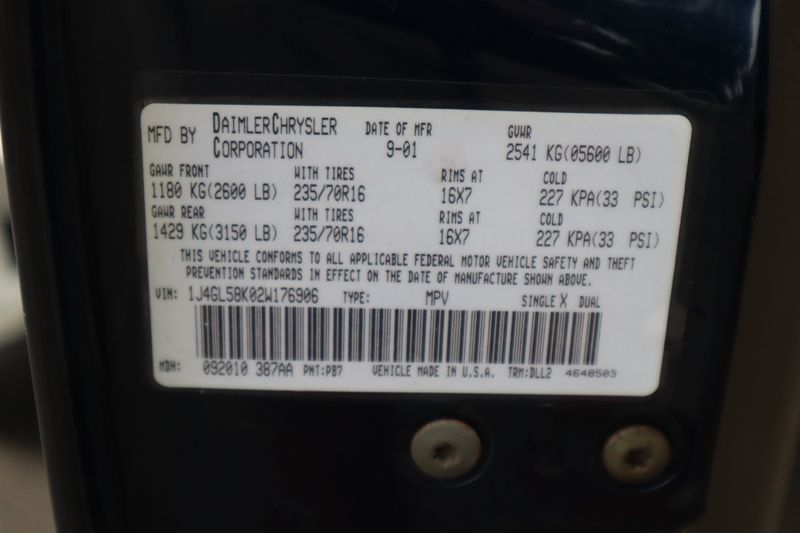 MFD BY DAIMLERCHRYSLER CORPORATION DATE OF MFR 9-01 GVWR 2541 KG(05600 LB)
GAWR FRONT WITH TIRES RIMS AT COLD
1180 KG(2600 LB) 235/70R16 16X7 227 KPA(33 PSI)
GAWR REAR WITH TIRES RIMS AT COLD
1429 KG(3150 LB) 235/70R16 16X7 227 KPA(33 PSI)
THIS VEHICLE CONFORMS TO ALL APPLICABLE FEDERAL MOTOR VEHICLE SAFETY AND THEFT
PREVENTION STANDARDS IN EFFECT ON THE DATE OF MANUFACTURE SHOWN ABOVE.
VIN: 1J4GL58K02W176906 TYPE: MPV SINGLE X DUAL
MDH: 092010 387AA PNT:PB7 VEHICLE MADE IN U.S.A. TRM:DLL2 4648503